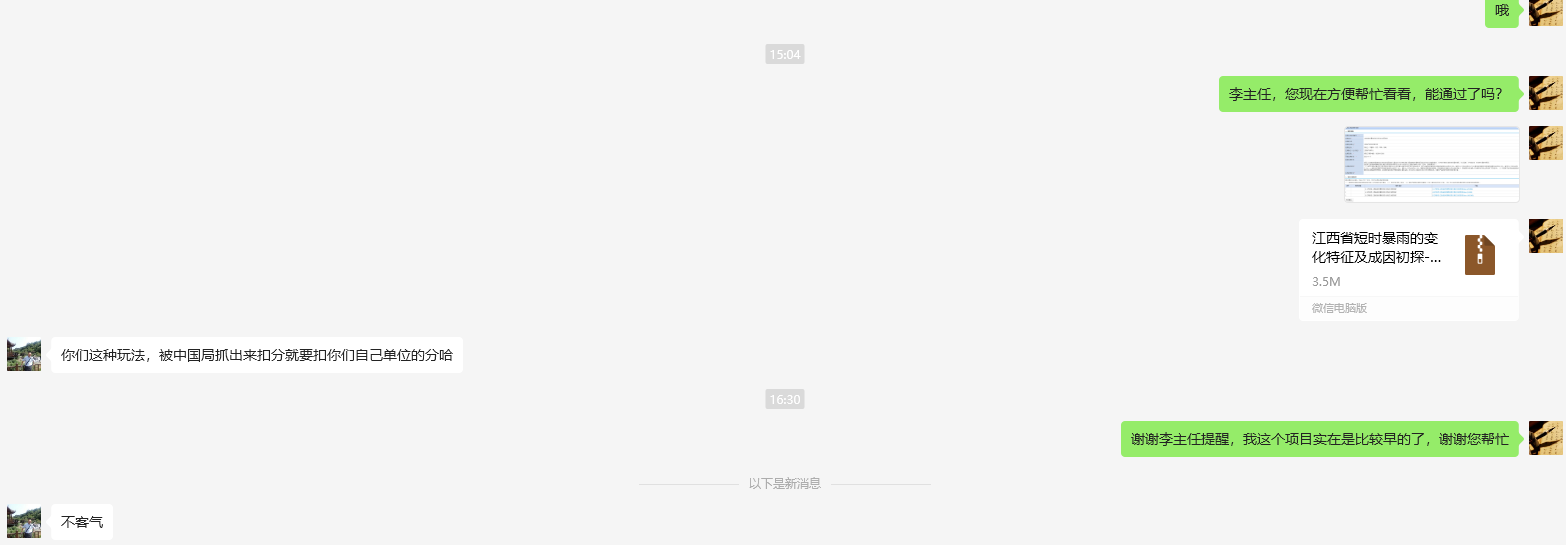 哦
15:04
李主任，您现在方便帮忙看看，能通过了吗？
江西省短时暴雨的变
化特征及成因初探-...
3.5M
微信电脑版
你们这种玩法，被中国局抓出来扣分就要扣你们自己单位的分哈
16:30
谢谢李主任提醒，我这个项目实在是比较早的了，谢谢您帮忙
以下是新消息
不客气